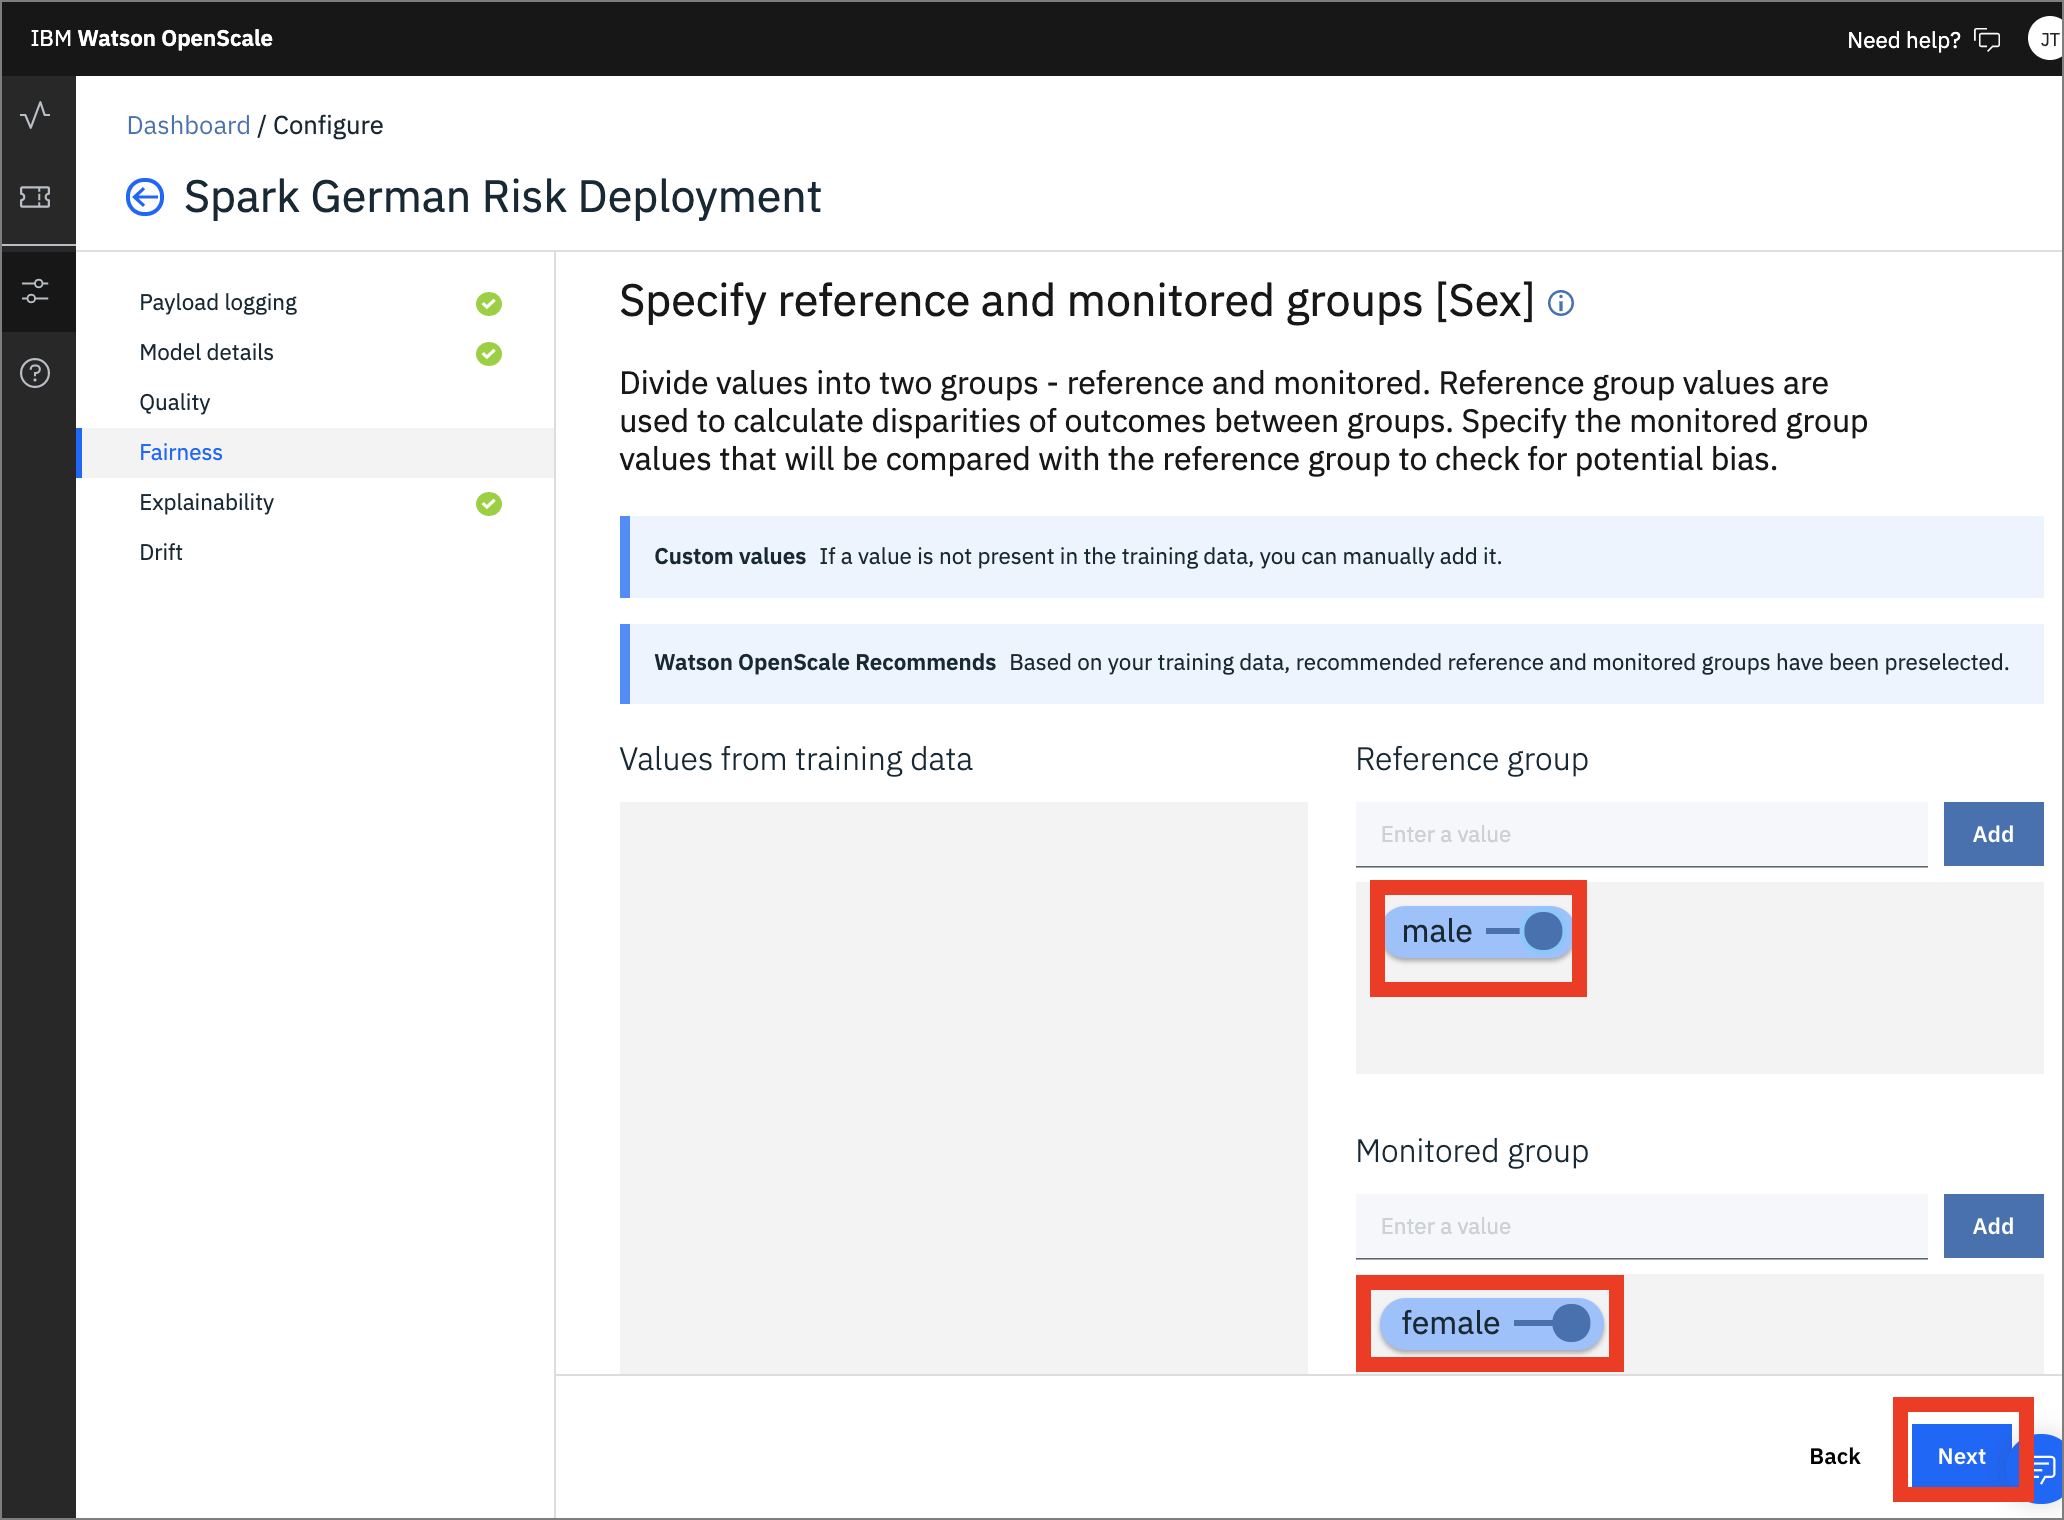 IBM Watson OpenScale
Need help?
JT
Dashboard / Configure
Spark German Risk Deployment
Payload logging
Model details
Quality
Fairness
Explainability
Drift
Specify reference and monitored groups [Sex]
Divide values into two groups - reference and monitored. Reference group values are
used to calculate disparities of outcomes between groups. Specify the monitored group
values that will be compared with the reference group to check for potential bias.
Custom values If a value is not present in the training data, you can manually add it.
Watson OpenScale Recommends Based on your training data, recommended reference and monitored groups have been preselected.
Values from training data
Reference group
Enter a value
Add
male
Monitored group
Enter a value
Add
female
Back
Next